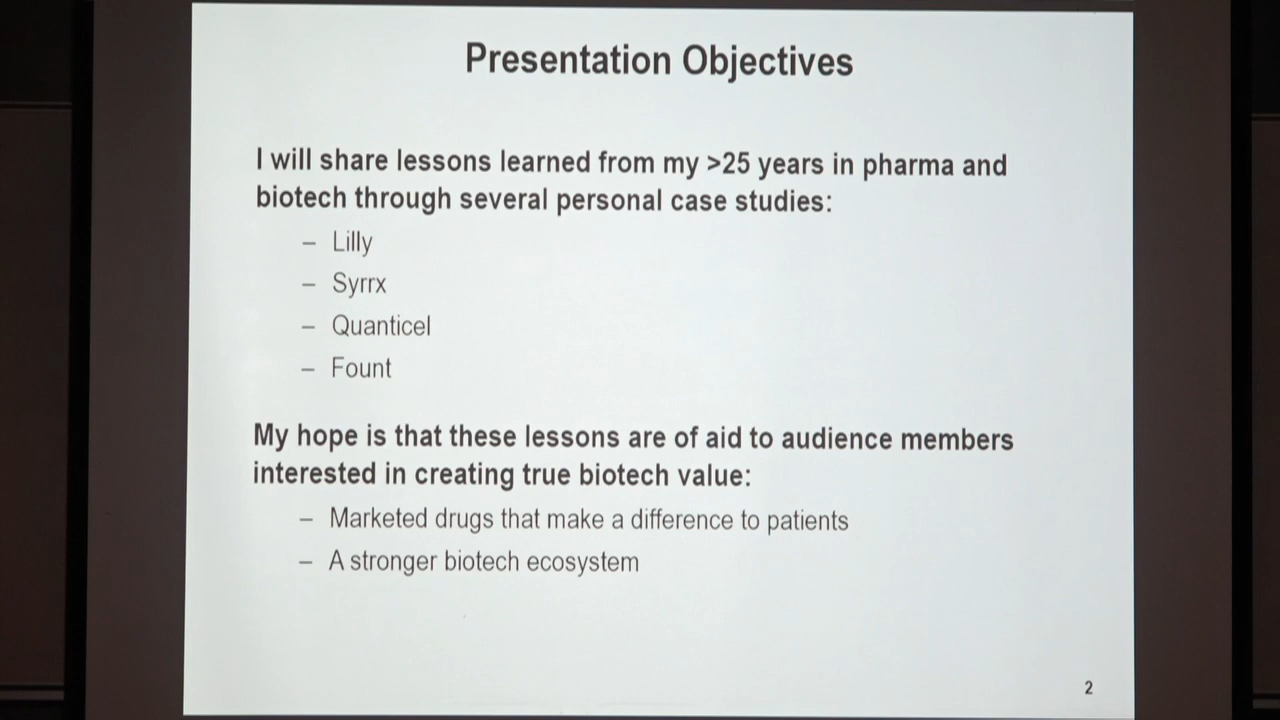 Presentation Objectives
I will share lessons learned from my >25 years in pharma and
biotech through several personal case studies:
– Lilly
– Syrrx
– Quanticel
– Fount
My hope is that these lessons are of aid to audience members
interested in creating true biotech value:
– Marketed drugs that make a difference to patients
– A stronger biotech ecosystem
2